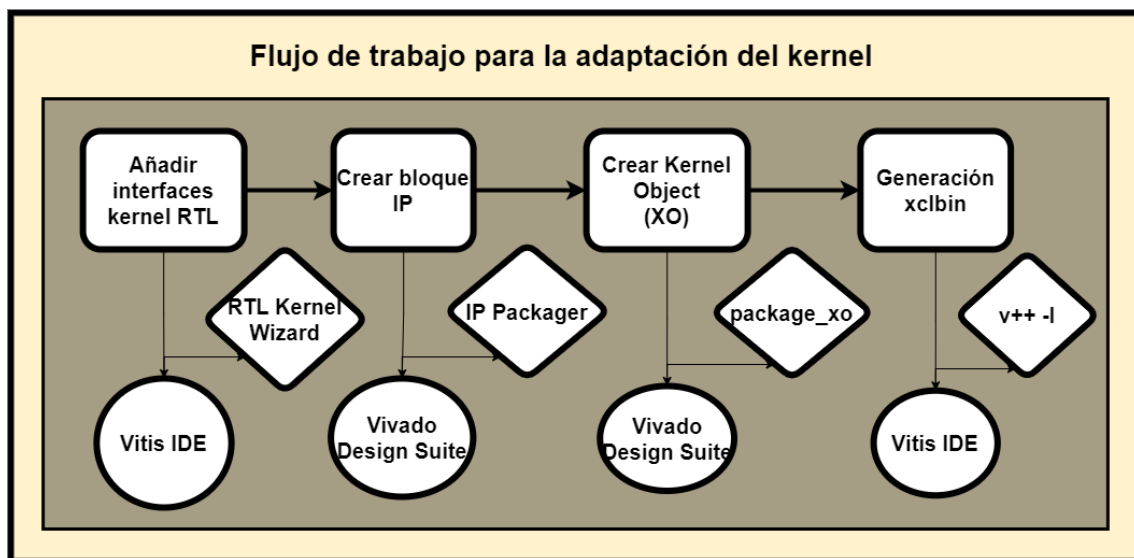 Flujo de trabajo para la adaptación del kernel
Añadir
interfaces
kernel RTL
Crear bloque
IP
Crear Kernel
Object
(XO)
Generación
xclbin
RTL Kernel
Wizard
IP Packager
package_xo
v++ -l
Vitis IDE
Vivado
Design Suite
Vivado
Design Suite
Vitis IDE